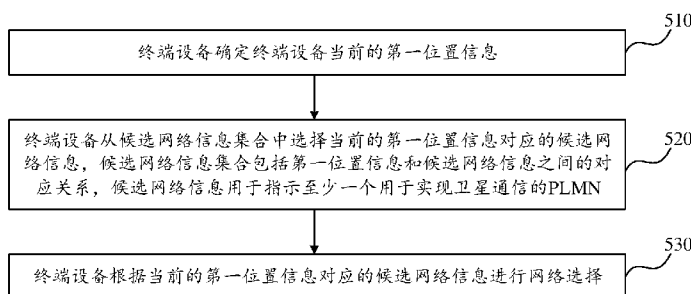 510
终端设备确定终端设备当前的第一位置信息
520
终端设备从候选网络信息集合中选择当前的第一位置信息对应的候选网
络信息，候选网络信息集合包括第一位置信息和候选网络信息之间的对
应关系，候选网络信息用于指示至少一个用于实现卫星通信的PLMN
530
终端设备根据当前的第一位置信息对应的候选网络信息进行网络选择